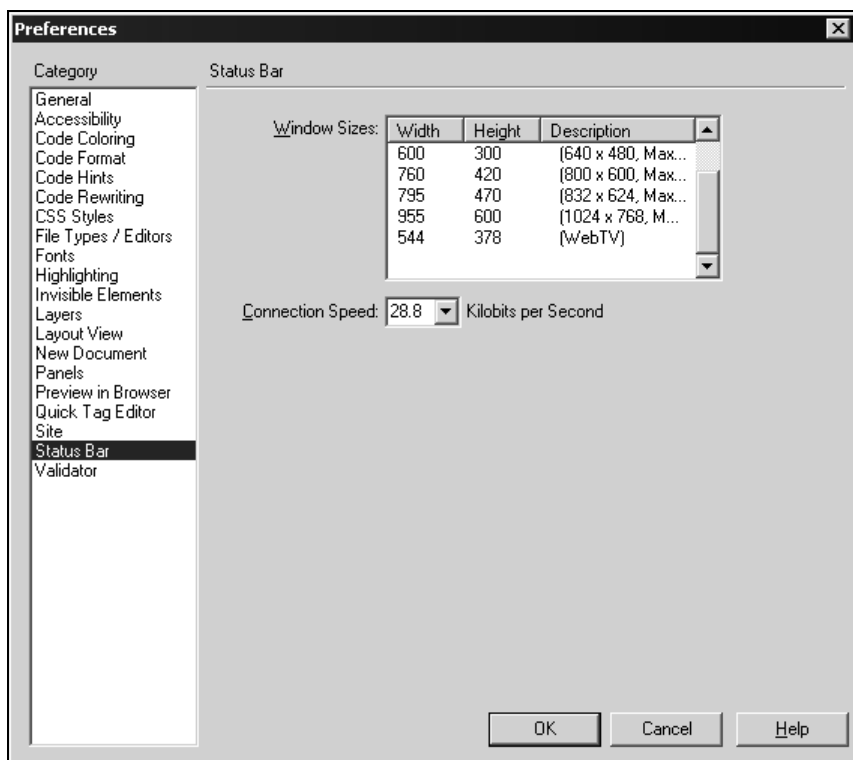 Preferences
Category
General
Accessibility
Code Coloring
Code Format
Code Hints
Code Rewriting
CSS Styles
File Types / Editors
Fonts
Highlighting
Invisible Elements
Layers
Layout View
New Document
Panels
Preview in Browser
Quick Tag Editor
Site
Status Bar
Validator
Status Bar
Window Sizes:
Width Height Description
600 300 (640 x 480, Max...
760 420 (800 x 600, Max...
795 470 (832 x 624, Max...
955 600 (1024 x 768, M...
544 378 (WebTV)
Connection Speed: 28.8 Kilobits per Second
OK Cancel Help